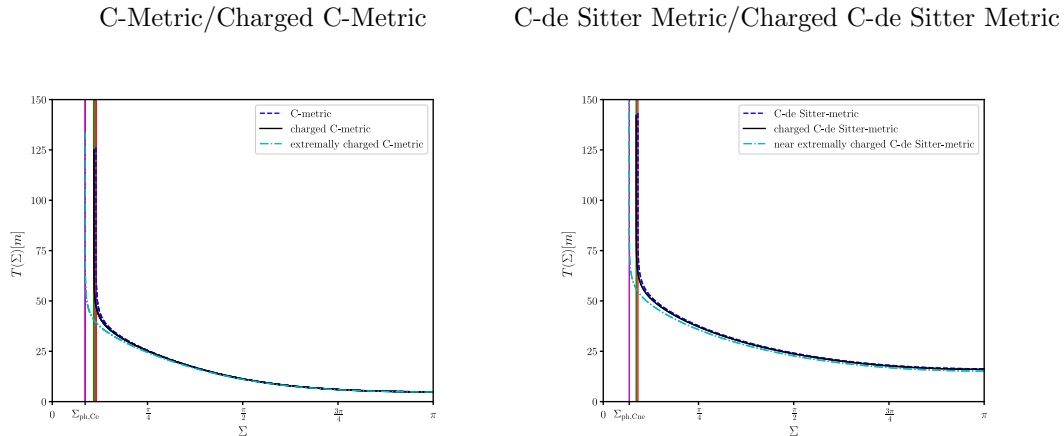 C-Metric/Charged C-Metric
C-de Sitter Metric/Charged C-de Sitter Metric
150
125
100
75
50
25
0
T(Σ)[m]
C-metric
charged C-metric
extremally charged C-metric
0
Σph,Ce
π/4
π/2
3π/4
π
Σ
150
125
100
75
50
25
0
T(Σ)[m]
C-de Sitter-metric
charged C-de Sitter-metric
near extremally charged C-de Sitter-metric
0
Σph,Cne
π/4
π/2
3π/4
π
Σ